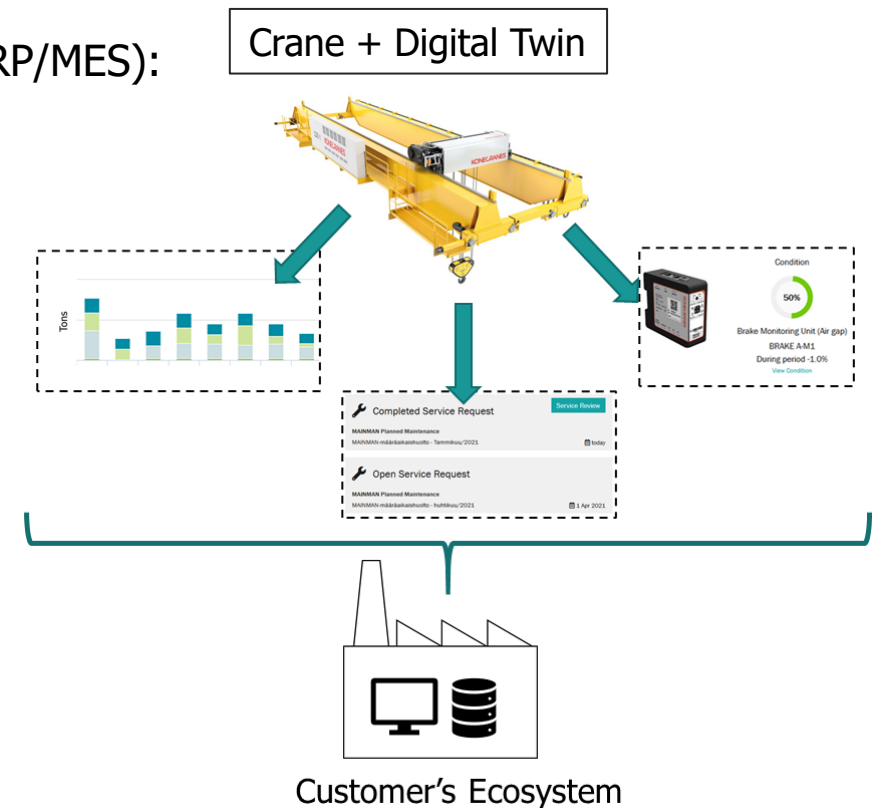 RP/MES):
Crane + Digital Twin
KONECRANES
KONECRANES
Tons
Condition
50%
Brake Monitoring Unit (Air gap)
BRAKE A-M1
During period -1.0%
View Condition
Completed Service Request
Service Review
MAINMAN Planned Maintenance
MAINMAN-määräaikaishuolto - Tammikuu/2021
today
Open Service Request
MAINMAN Planned Maintenance
MAINMAN-määräaikaishuolto - huhtikuu/2021
1 Apr 2021
Customer's Ecosystem